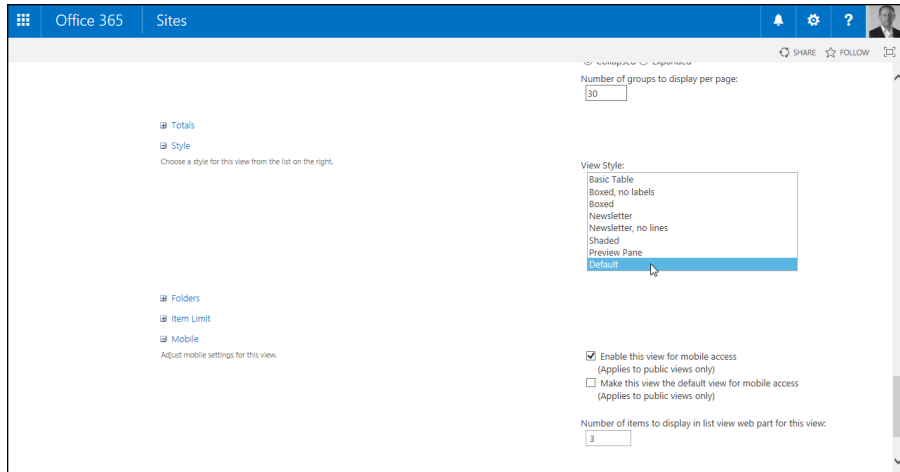 Office 365 Sites ?
SHARE FOLLOW
Collapsed Expanded
Number of groups to display per page:
30
Totals
Style
Choose a style for this view from the list on the right.
View Style:
Basic Table
Boxed, no labels
Boxed
Newsletter
Newsletter, no lines
Shaded
Preview Pane
Default
Folders
Item Limit
Mobile
Adjust mobile settings for this view.
Enable this view for mobile access
(Applies to public views only)
Make this view the default view for mobile access
(Applies to public views only)
Number of items to display in list view web part for this view:
3